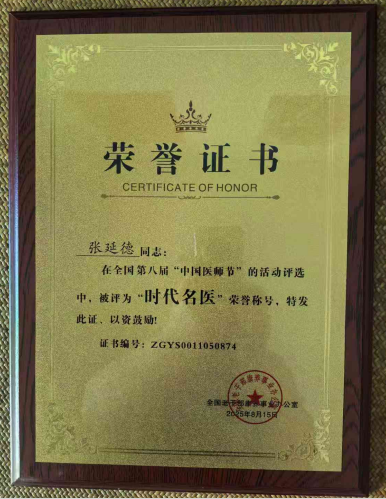 荣誉证书
CERTIFICATE OF HONOR
张延德 同志:
在全国第八届“中国医师节”的活动评选
中，被评为“时代名医”荣誉称号，特发
此证、以资鼓励!
证书编号: ZGYS0011050874
2025年8月15日